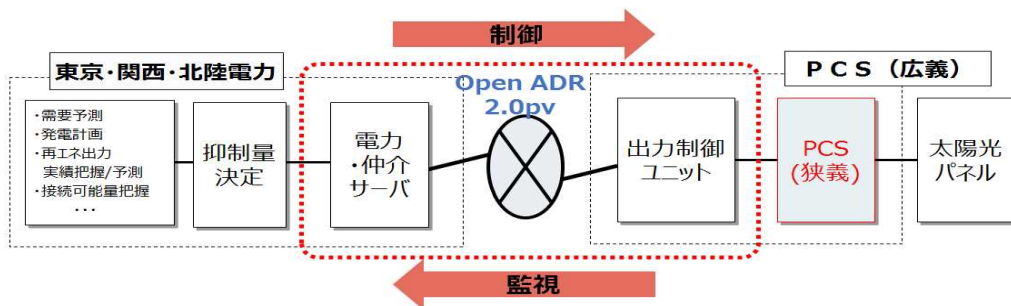 制御
東京・関西・北陸電力
PCS（広義）
Open ADR
2.0pv
・需要予測
・発電計画
・再エネ出力
実績把握/予測
・接続可能量把握
・・・
抑制量
決定
電力
・仲介
サーバ
出力制御
ユニット
PCS
(狭義)
太陽光
パネル
監視